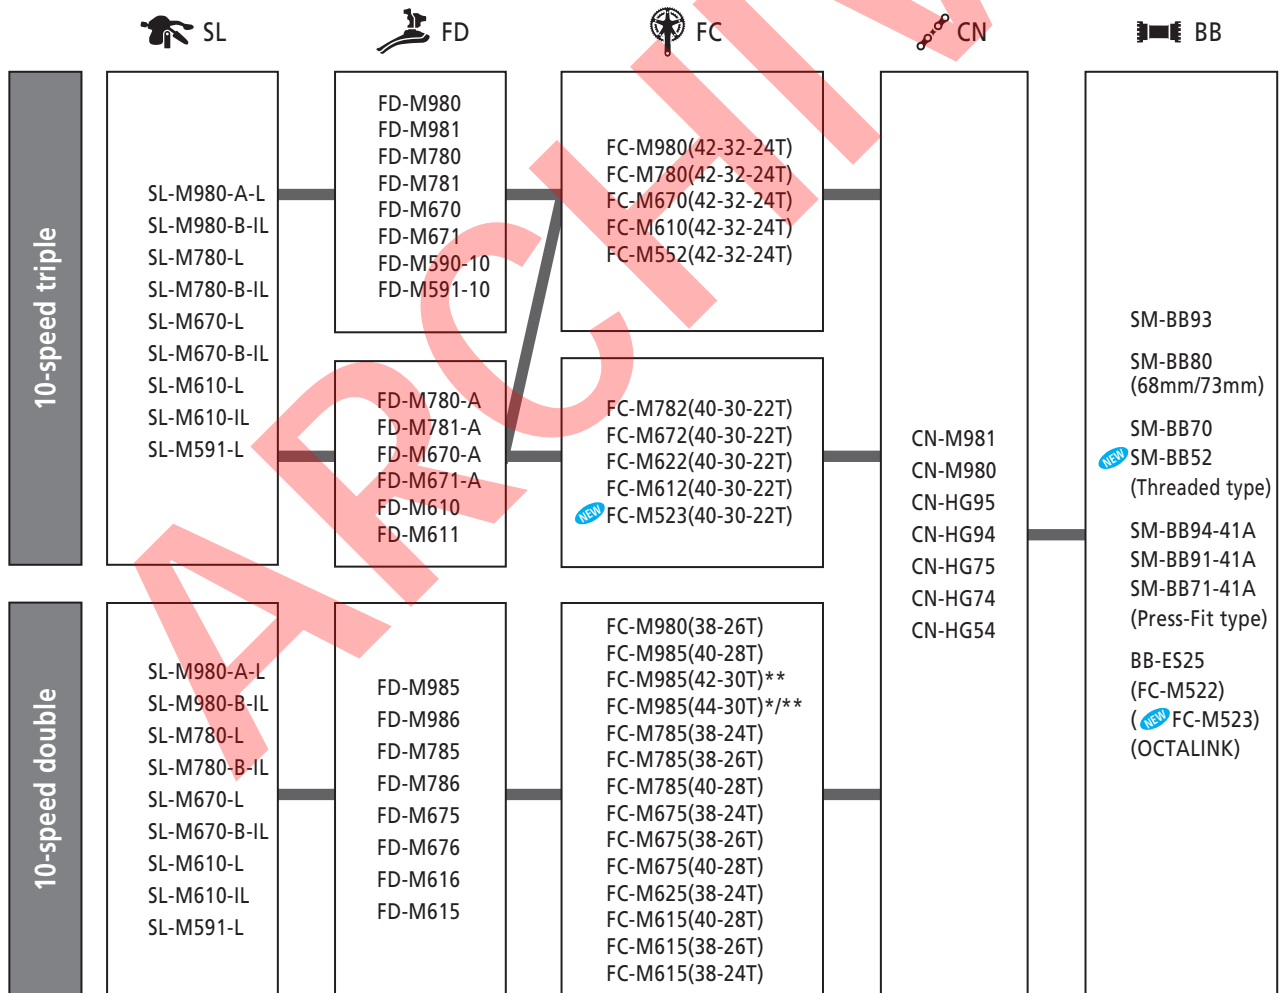 SL
FD
FC
CN
BB
10-speed triple
SL-M980-A-L
SL-M980-B-IL
SL-M780-L
SL-M780-B-IL
SL-M670-L
SL-M670-B-IL
SL-M610-L
SL-M610-IL
SL-M591-L
FD-M980
FD-M981
FD-M780
FD-M781
FD-M670
FD-M671
FD-M590-10
FD-M591-10
FD-M780-A
FD-M781-A
FD-M670-A
FD-M671-A
FD-M610
FD-M611
FC-M980(42-32-24T)
FC-M780(42-32-24T)
FC-M670(42-32-24T)
FC-M610(42-32-24T)
FC-M552(42-32-24T)
FC-M782(40-30-22T)
FC-M672(40-30-22T)
FC-M622(40-30-22T)
FC-M612(40-30-22T)
NEW FC-M523(40-30-22T)
10-speed double
SL-M980-A-L
SL-M980-B-IL
SL-M780-L
SL-M780-B-IL
SL-M670-L
SL-M670-B-IL
SL-M610-L
SL-M610-IL
SL-M591-L
FD-M985
FD-M986
FD-M785
FD-M786
FD-M675
FD-M676
FD-M616
FD-M615
FC-M980(38-26T)
FC-M985(40-28T)
FC-M985(42-30T)**
FC-M985(44-30T)*/**
FC-M785(38-24T)
FC-M785(38-26T)
FC-M785(40-28T)
FC-M675(38-24T)
FC-M675(38-26T)
FC-M675(40-28T)
FC-M625(38-24T)
FC-M615(40-28T)
FC-M615(38-26T)
FC-M615(38-24T)
CN-M981
CN-M980
CN-HG95
CN-HG94
CN-HG75
CN-HG74
CN-HG54
SM-BB93
SM-BB80
(68mm/73mm)
SM-BB70
NEW SM-BB52
(Threaded type)
SM-BB94-41A
SM-BB91-41A
SM-BB71-41A
(Press-Fit type)
BB-ES25
(FC-M522)
(NEW FC-M523)
(OCTALINK)
ARCHIV